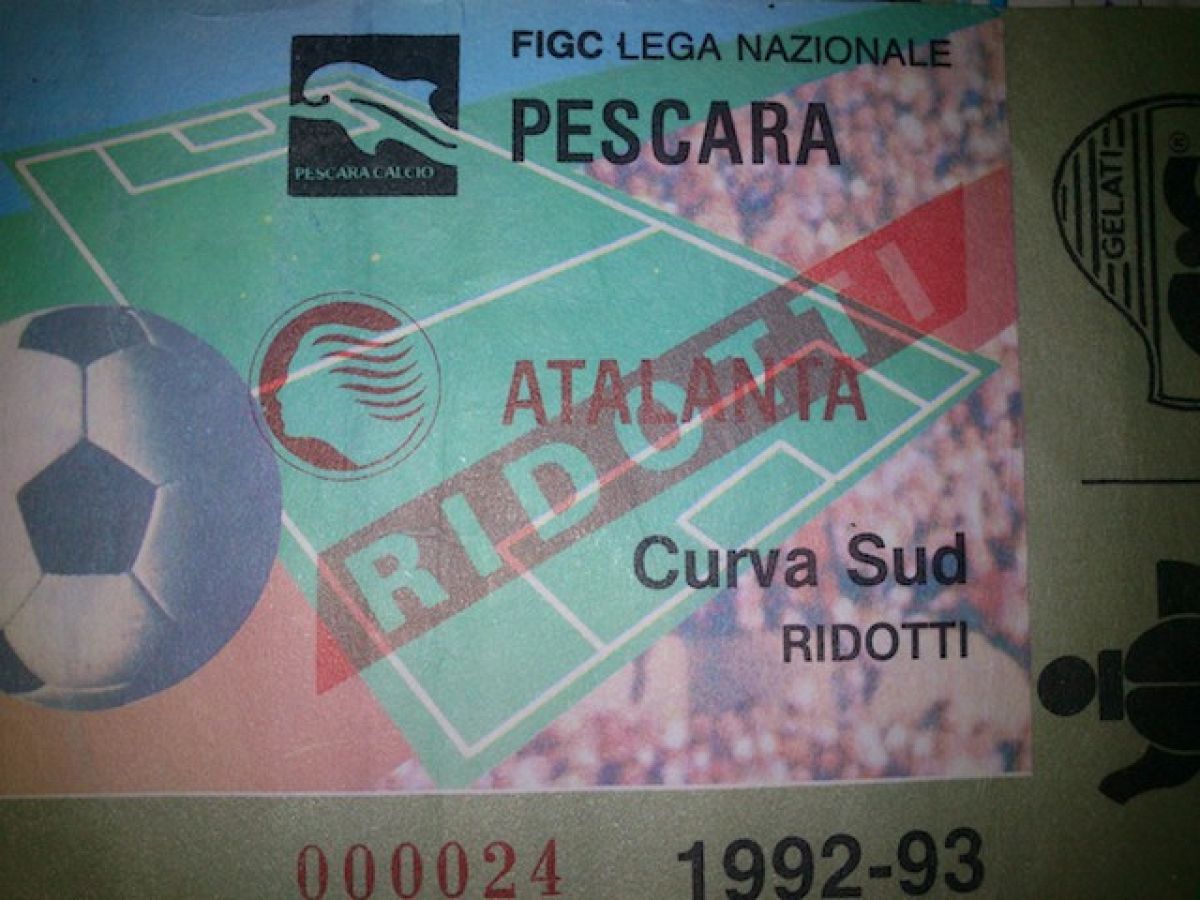 FIGC LEGA NAZIONALE
PESCARA
PESCARA CALCIO
GELATI
®
ATALANTA
RIDOTTI
Curva Sud
RIDOTTI
000024
1992-93